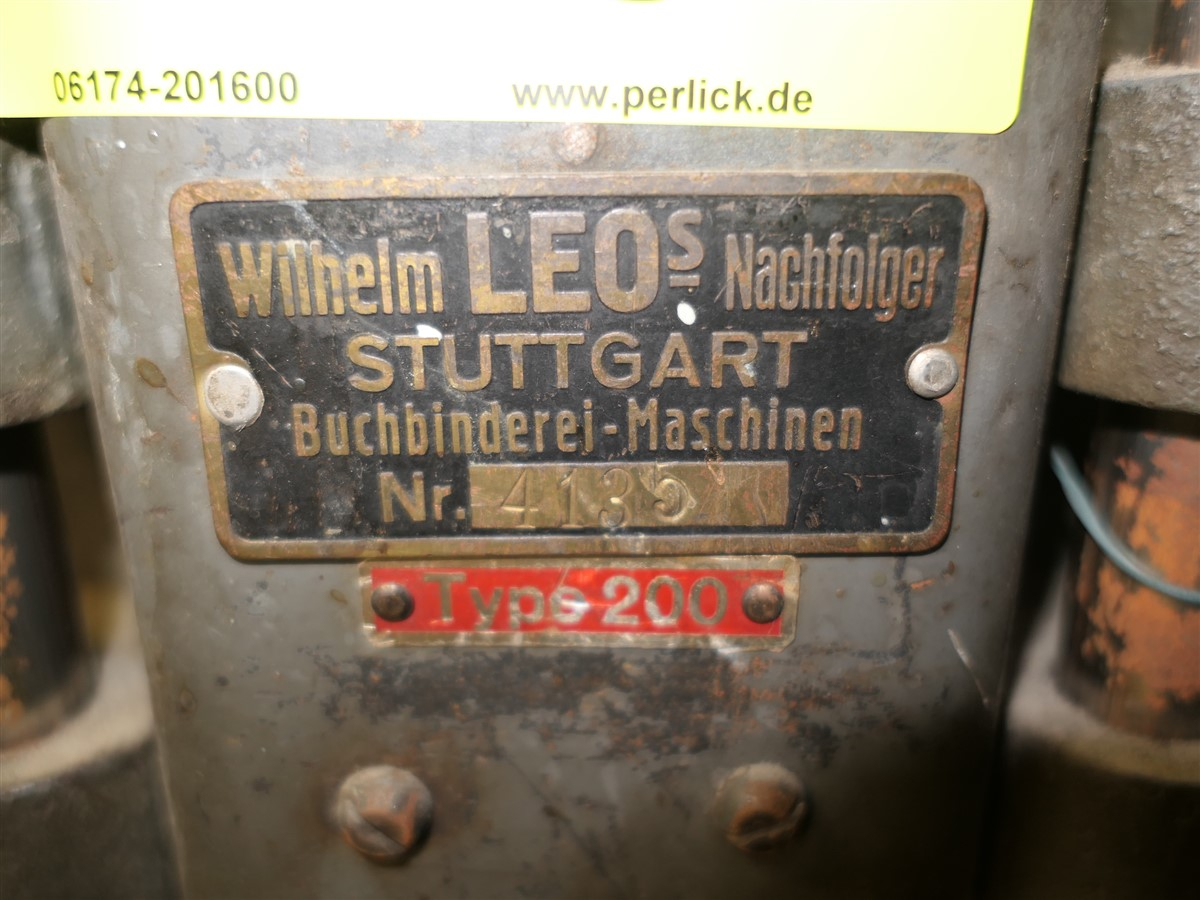 06174-201600 www.perlick.de
Wilhelm LEOs Nachfolger
STUTTGART
Buchbinderei-Maschinen
Nr. 4135
Type 200